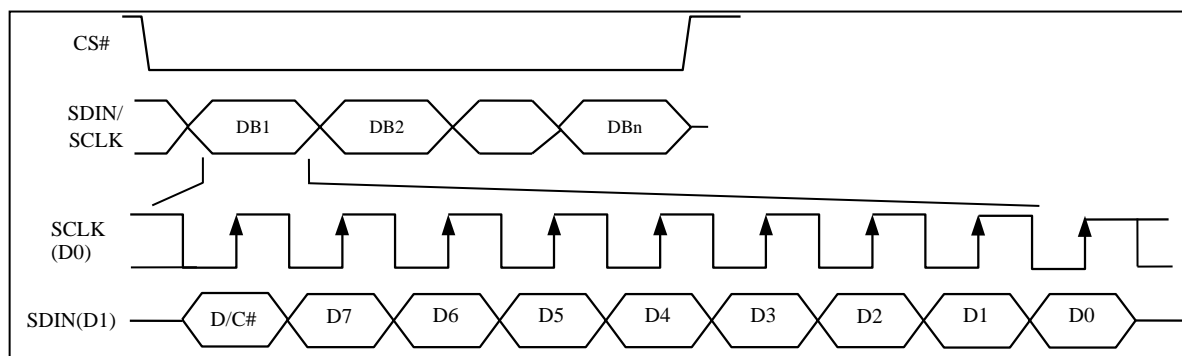 CS#
SDIN/
SCLK
DB1 DB2 DBn
SCLK
(D0)
SDIN(D1) D/C# D7 D6 D5 D4 D3 D2 D1 D0